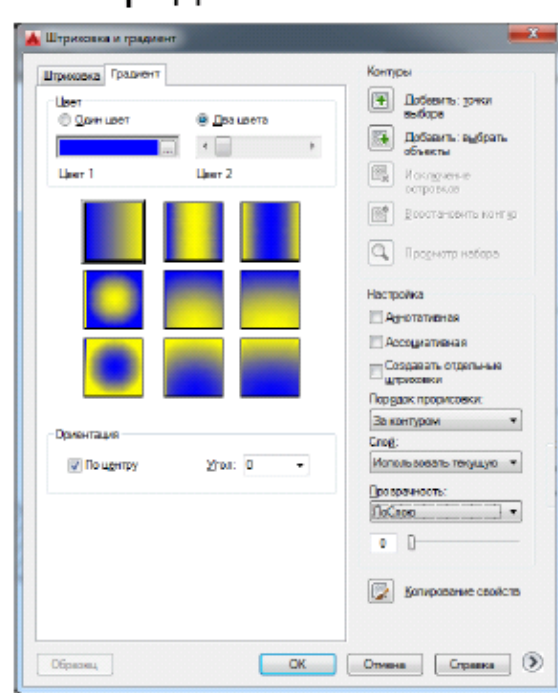 Штриховка и градиент
Штриховка Градиент
Цвет
Один цвет
Два цвета
...
Цвет 1
Цвет 2
Ориентация
По центру
Угол: 0
Контуры
Добавить: точки
выбора
Добавить: выбрать
объекты
Исключение
островков
Восстановить контур
Просмотр набора
Настройка
Аннотативная
Ассоциативная
Создавать отдельные
штриховки
Порядок прорисовки:
За контуром
Слой:
Использовать текущую
Прозрачность:
ПоСлою
0
Копирование свойств
Образец
OK
Отмена
Справка